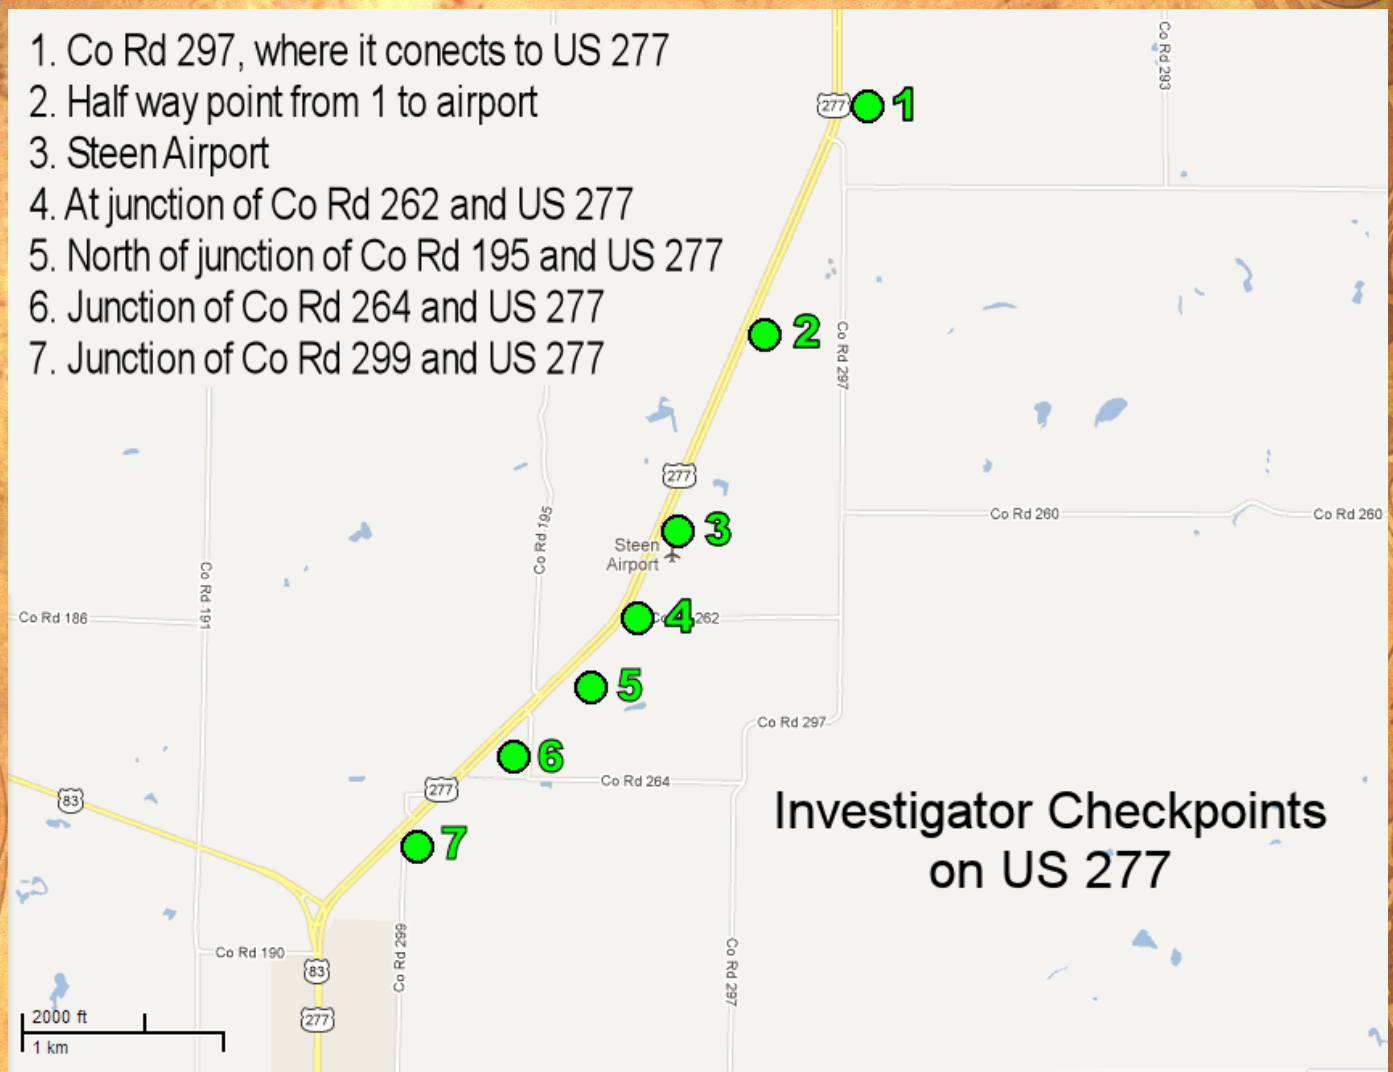 1. Co Rd 297, where it conects to US 277
2. Half way point from 1 to airport
3. Steen Airport
4. At junction of Co Rd 262 and US 277
5. North of junction of Co Rd 195 and US 277
6. Junction of Co Rd 264 and US 277
7. Junction of Co Rd 299 and US 277
Co Rd 293
277
1
2
Co Rd 297
277
3
Steen
Airport
Co Rd 195
Co Rd 260
Co Rd 260
Co Rd 191
Co Rd 186
4
262
5
Co Rd 297
6
Co Rd 264
277
83
7
Investigator Checkpoints
on US 277
Co Rd 190
Co Rd 299
Co Rd 297
83
277
2000 ft
1 km